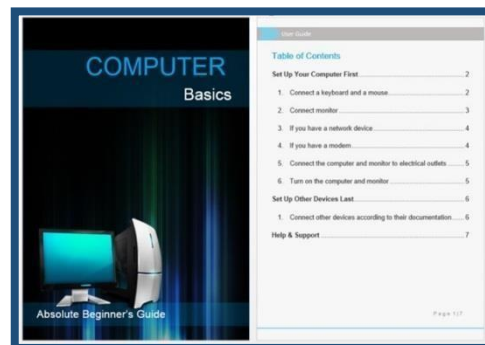 COMPUTER
Basics
Absolute Beginner's Guide
User Guide
Table of Contents
Set Up Your Computer First 2
1. Connect a keyboard and a mouse 2
2. Connect monitor 3
3. If you have a network device 4
4. If you have a modem 4
5. Connect the computer and monitor to electrical outlets 5
6. Turn on the computer and monitor 5
Set Up Other Devices Last 6
1. Connect other devices according to their documentation 6
Help & Support 7
Page 1|7